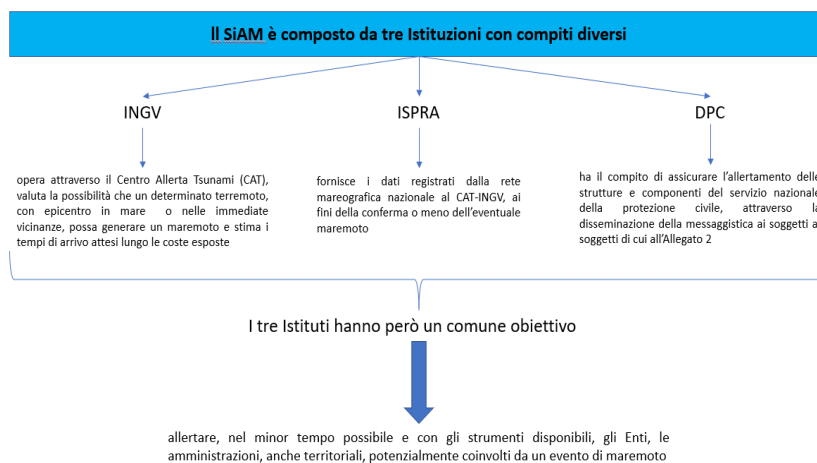 Il SiAM è composto da tre Istituzioni con compiti diversi
INGV
opera attraverso il Centro Allerta Tsunami (CAT),
valuta la possibilità che un determinato terremoto,
con epicentro in mare o nelle immediate
vicinanze, possa generare un maremoto e stima i
tempi di arrivo attesi lungo le coste esposte
ISPRA
fornisce i dati registrati dalla rete
mareografica nazionale al CAT-INGV, ai
fini della conferma o meno dell'eventuale
maremoto
DPC
ha il compito di assicurare l'allertamento delle
strutture e componenti del servizio nazionale
della protezione civile, attraverso la
disseminazione della messaggistica ai soggetti a
soggetti di cui all'Allegato 2
I tre Istituti hanno però un comune obiettivo
allertare, nel minor tempo possibile e con gli strumenti disponibili, gli Enti, le
amministrazioni, anche territoriali, potenzialmente coinvolti da un evento di maremoto